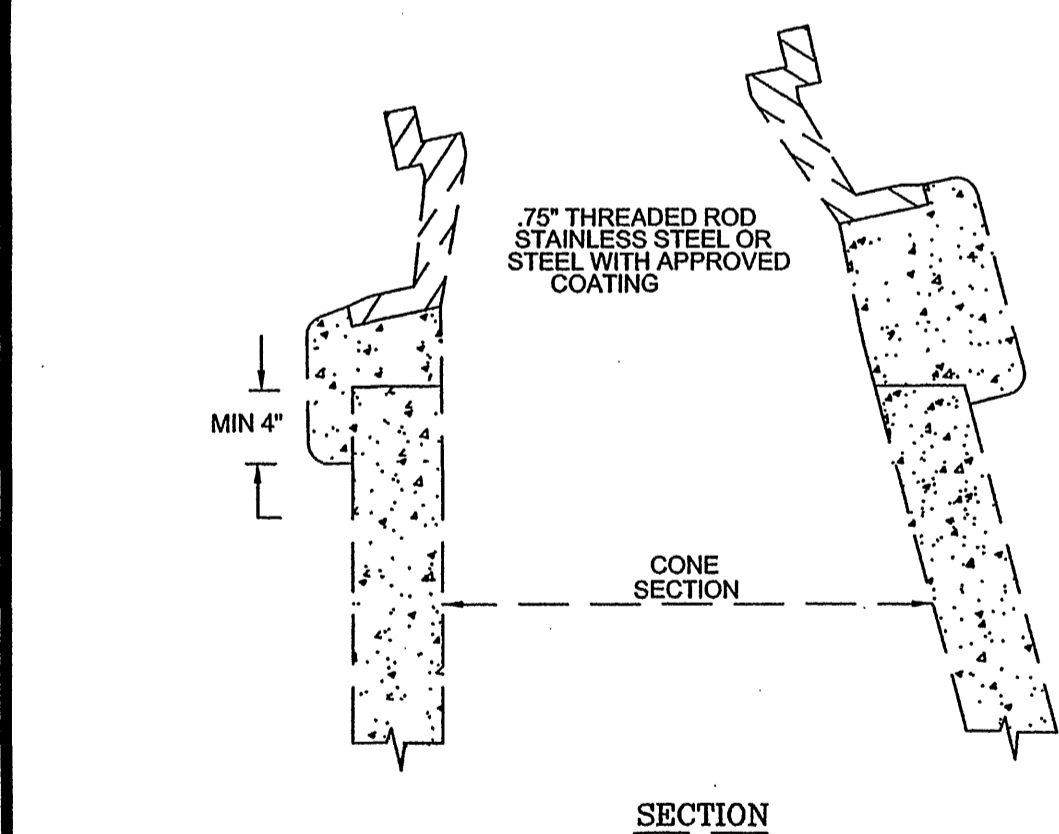 .75" THREADED ROD
STAINLESS STEEL OR
STEEL WITH APPROVED
COATING
MIN 4"
CONE
SECTION
SECTION